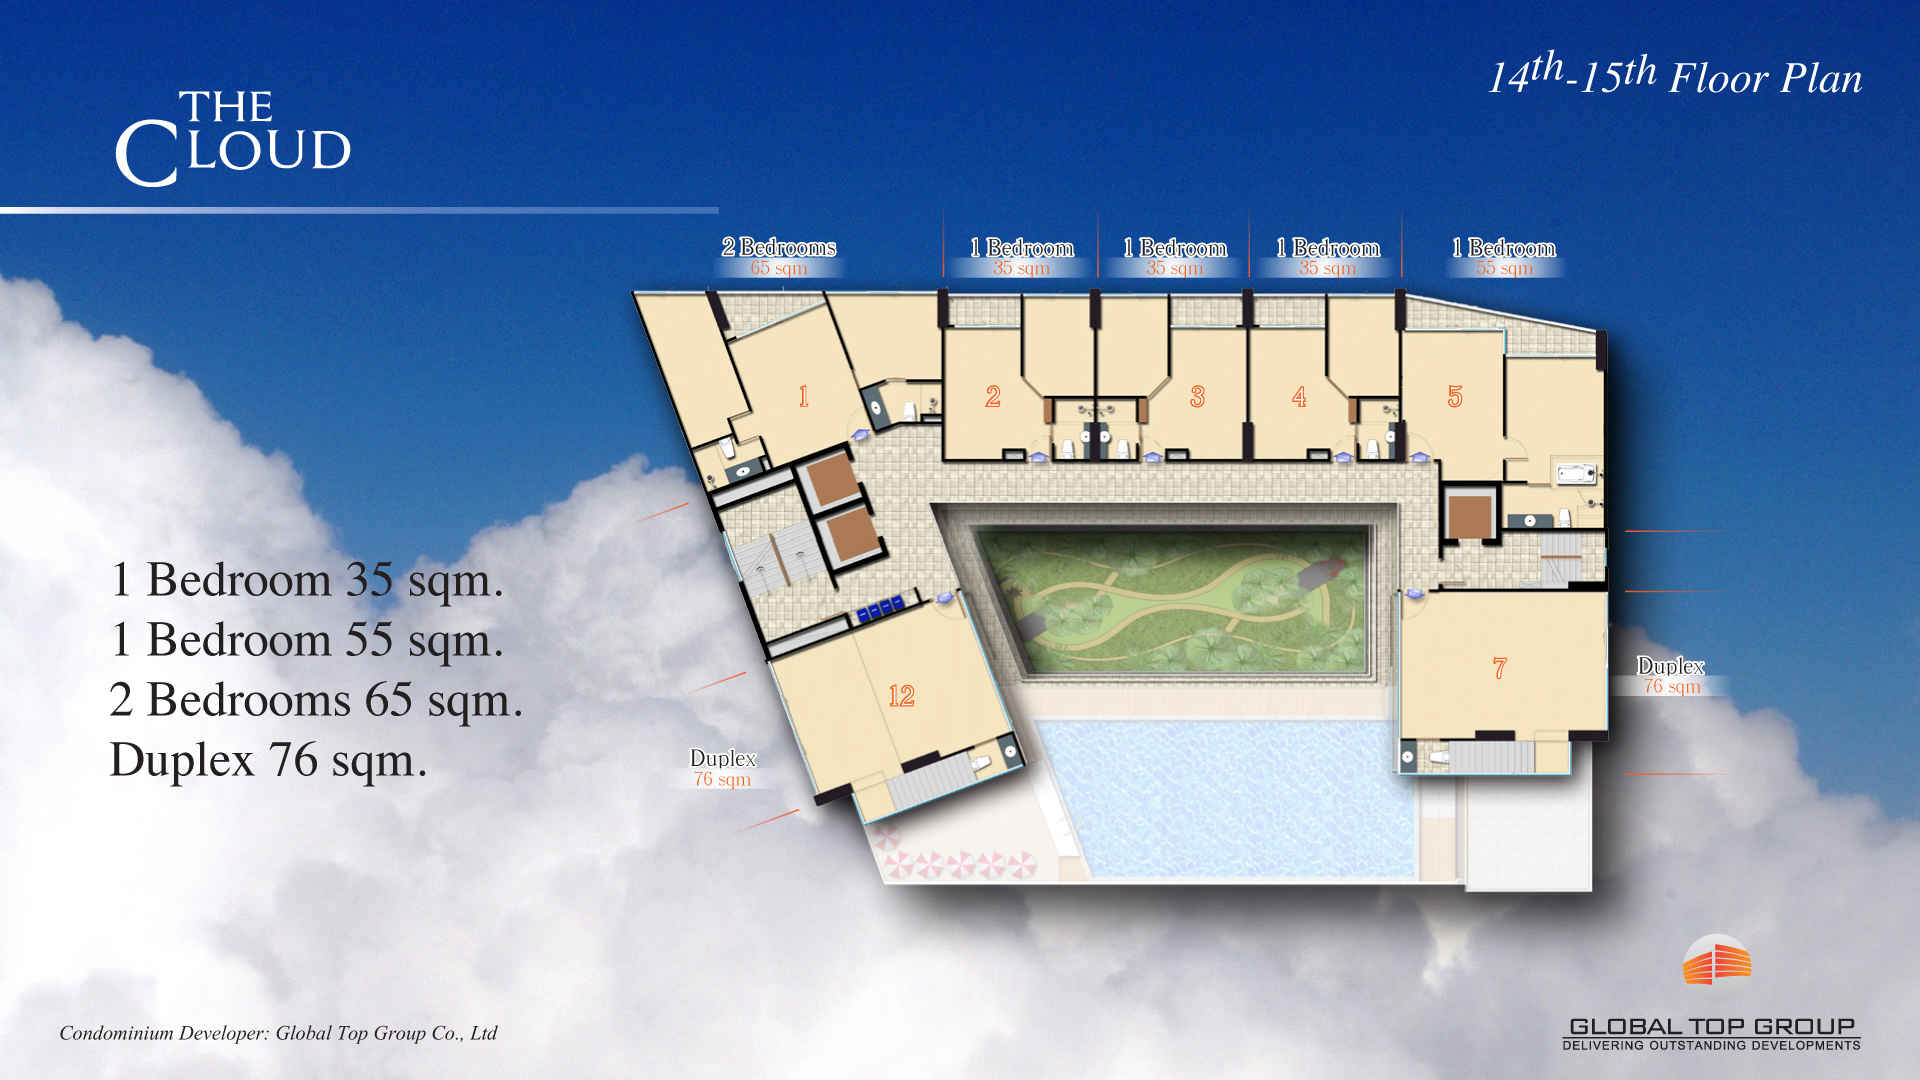 14th-15th Floor Plan
THE
CLOUD
2 Bedrooms
65 sqm
1 Bedroom
35 sqm
1 Bedroom
35 sqm
1 Bedroom
35 sqm
1 Bedroom
55 sqm
1
2
3
4
5
1 Bedroom 35 sqm.
1 Bedroom 55 sqm.
2 Bedrooms 65 sqm.
Duplex 76 sqm.
12
7
Duplex
76 sqm
Duplex
76 sqm
Condominium Developer: Global Top Group Co., Ltd
GLOBAL TOP GROUP
DELIVERING OUTSTANDING DEVELOPMENTS